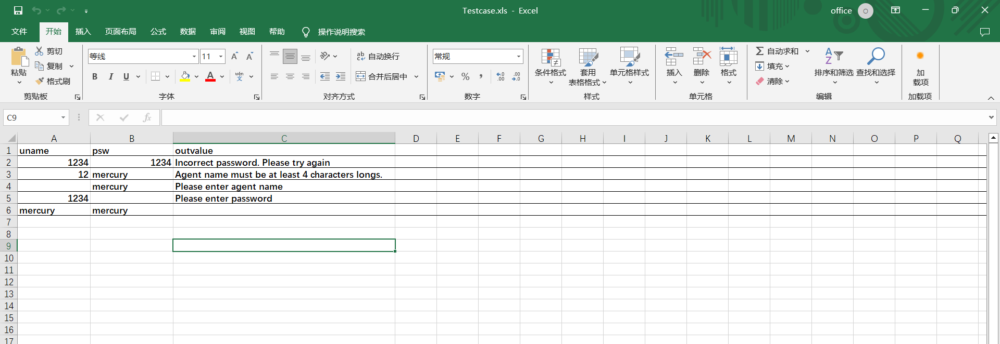 Testcase.xls - Excel
office
文件 开始 插入 页面布局 公式 数据 审阅 视图 帮助 操作说明搜索
粘贴
剪切
复制
格式刷
剪贴板
等线 11
B I U A wén 文
字体
自动换行
合并后居中
对齐方式
常规
%
数字
条件格式
套用
表格格式
单元格样式
样式
插入 删除 格式
单元格
自动求和
填充
清除
排序和筛选 查找和选择
编辑
加
载项
加载项
C9
fx
A B C D E F G H I J K L M N O P Q
1 uname psw outvalue
2 1234 1234 Incorrect password. Please try again
3 12 mercury Agent name must be at least 4 characters longs.
4 mercury Please enter agent name
5 1234 Please enter password
6 mercury mercury
7
8
9
10
11
12
13
14
15
16
17